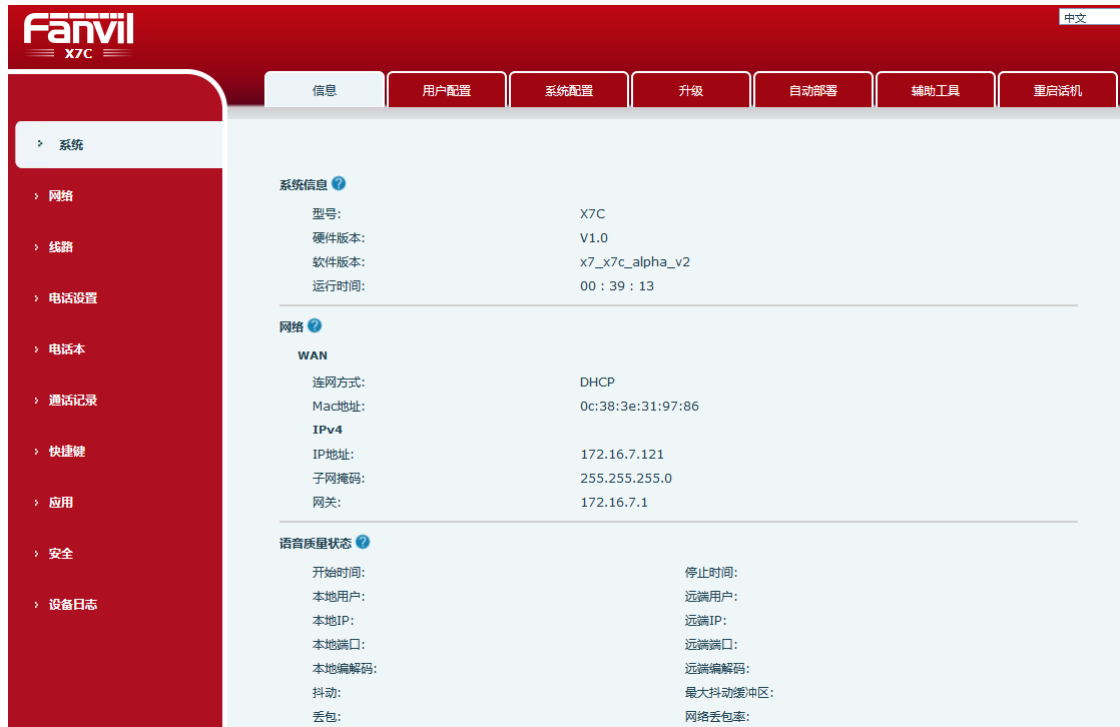 Fanvil
X7C
中文
信息 用户配置 系统配置 升级 自动部署 辅助工具 重启话机
系统
网络
线路
电话设置
电话本
通话记录
快捷键
应用
安全
设备日志
系统信息
型号: X7C
硬件版本: V1.0
软件版本: x7_x7c_alpha_v2
运行时间: 00 : 39 : 13
网络
WAN
连网方式: DHCP
Mac地址: 0c:38:3e:31:97:86
IPv4
IP地址: 172.16.7.121
子网掩码: 255.255.255.0
网关: 172.16.7.1
语音质量状态
开始时间: 停止时间:
本地用户: 远端用户:
本地IP: 远端IP:
本地端口: 远端端口:
本地编解码: 远端编解码:
抖动: 最大抖动缓冲区:
丢包: 网络丢包率: